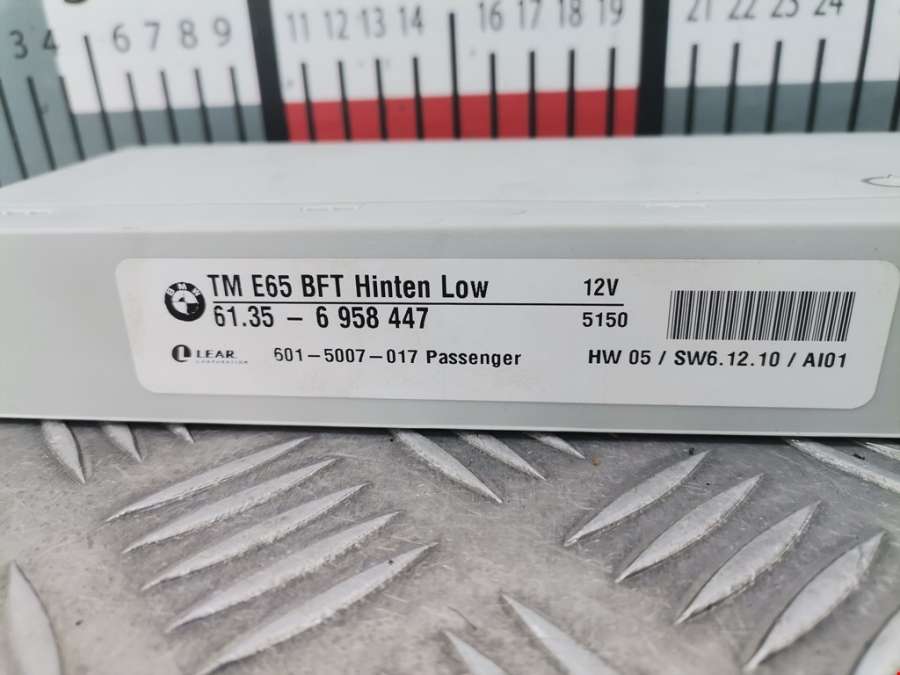 3 4 6 7 8 9 11 12 13 14 16 17 18 19 21 22 23 24
BMW
TM E65 BFT Hinten Low 12V
61.35 - 6 958 447 5150
LEAR CORPORATION 601-5007-017 Passenger HW 05 / SW6.12.10 / AI01